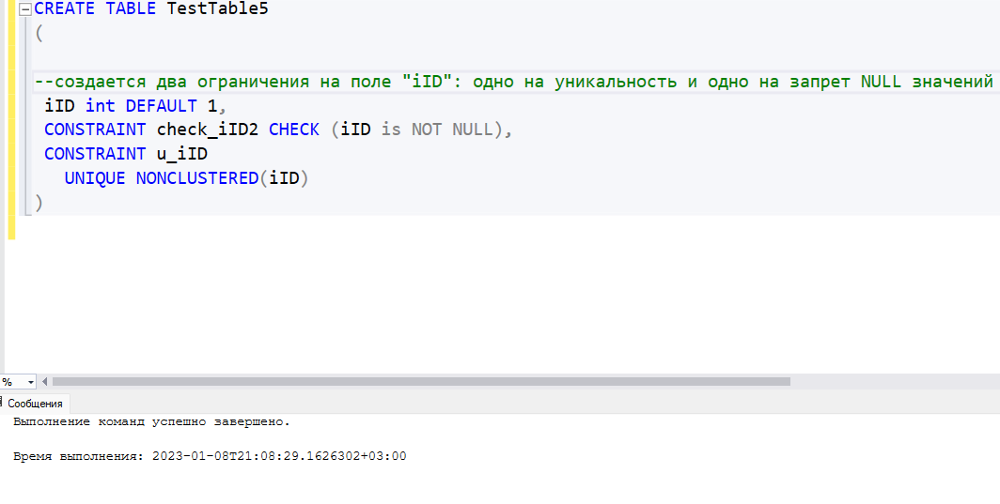 CREATE TABLE TestTable5
(
--создается два ограничения на поле "iID": одно на уникальность и одно на запрет NULL значений
iID int DEFAULT 1,
CONSTRAINT check_iID2 CHECK (iID is NOT NULL),
CONSTRAINT u_iID
UNIQUE NONCLUSTERED(iID)
)
%
Сообщения
Выполнение команд успешно завершено.
Время выполнения: 2023-01-08T21:08:29.1626302+03:00